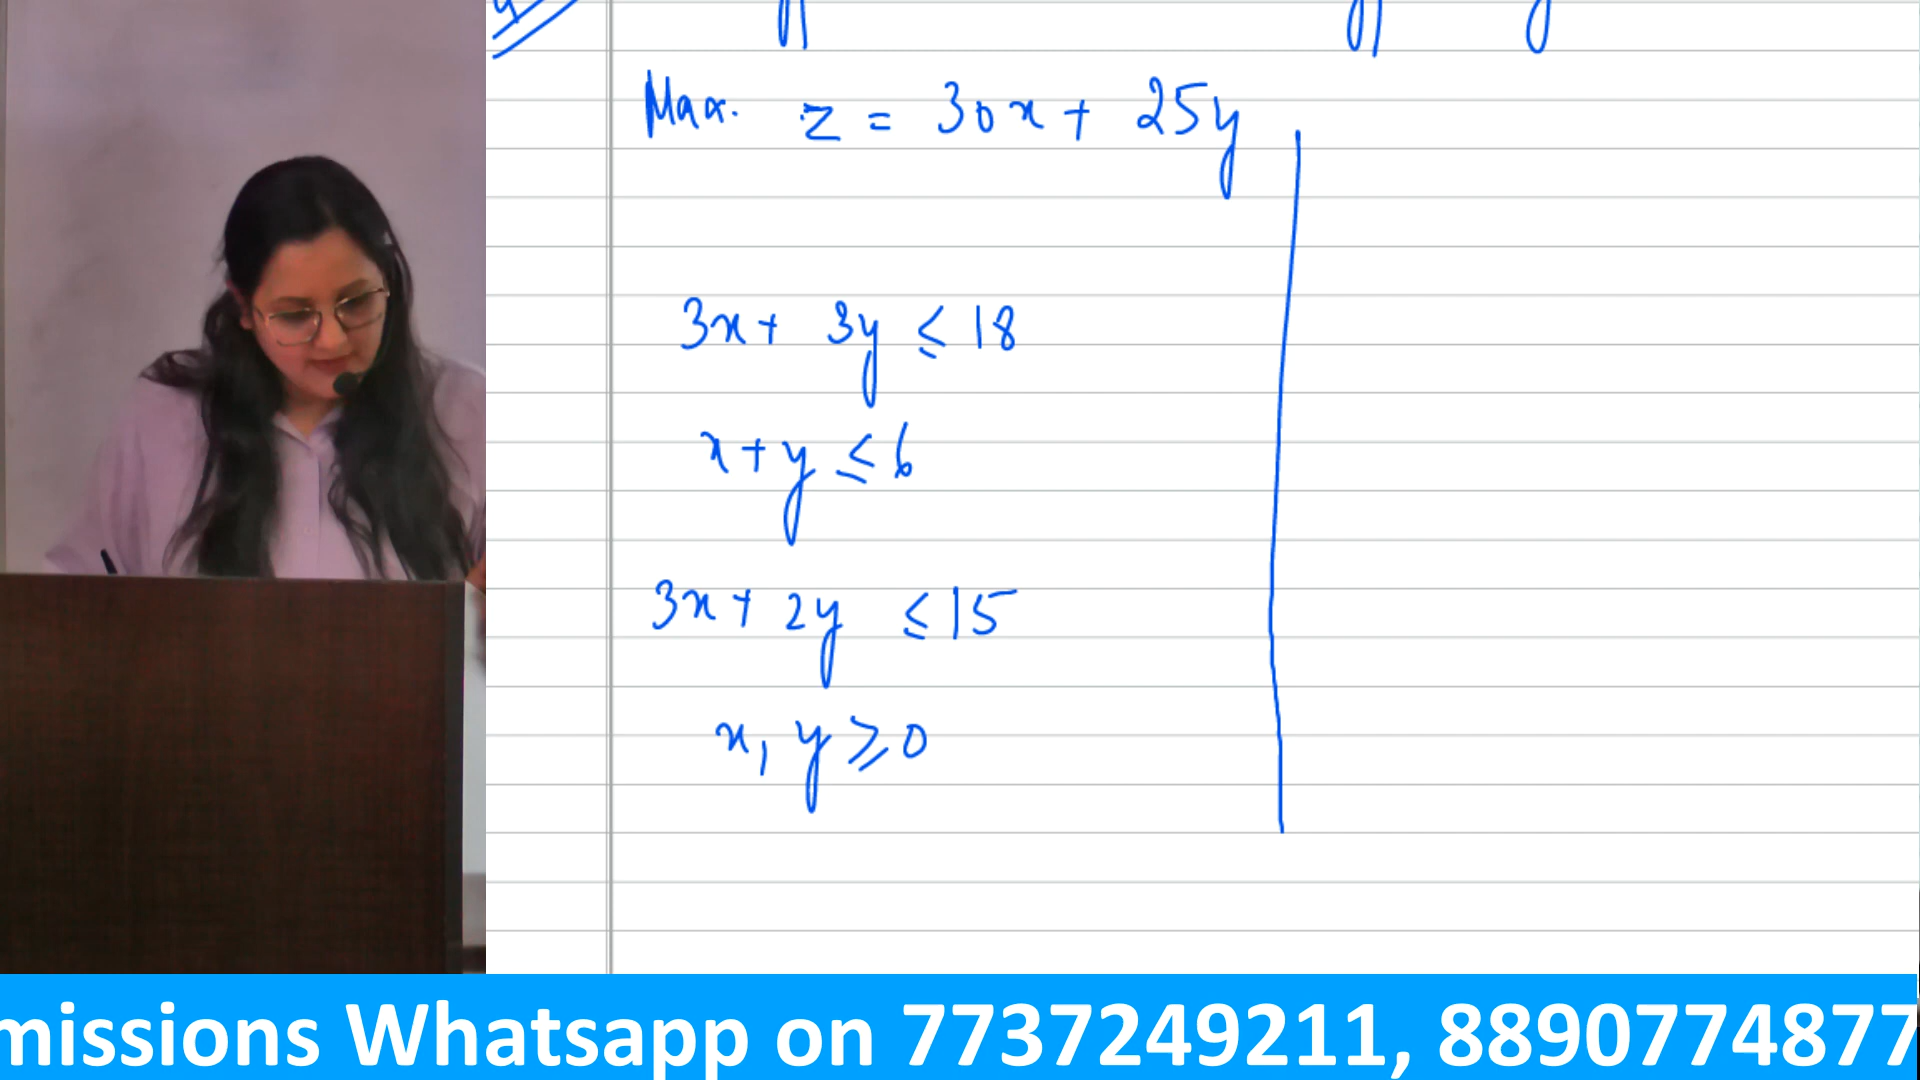 Max. z = 30x + 25y
3x + 3y ≤ 18
x + y ≤ 6
3x + 2y ≤ 15
x, y ≥ 0
missions Whatsapp on 7737249211, 8890774877